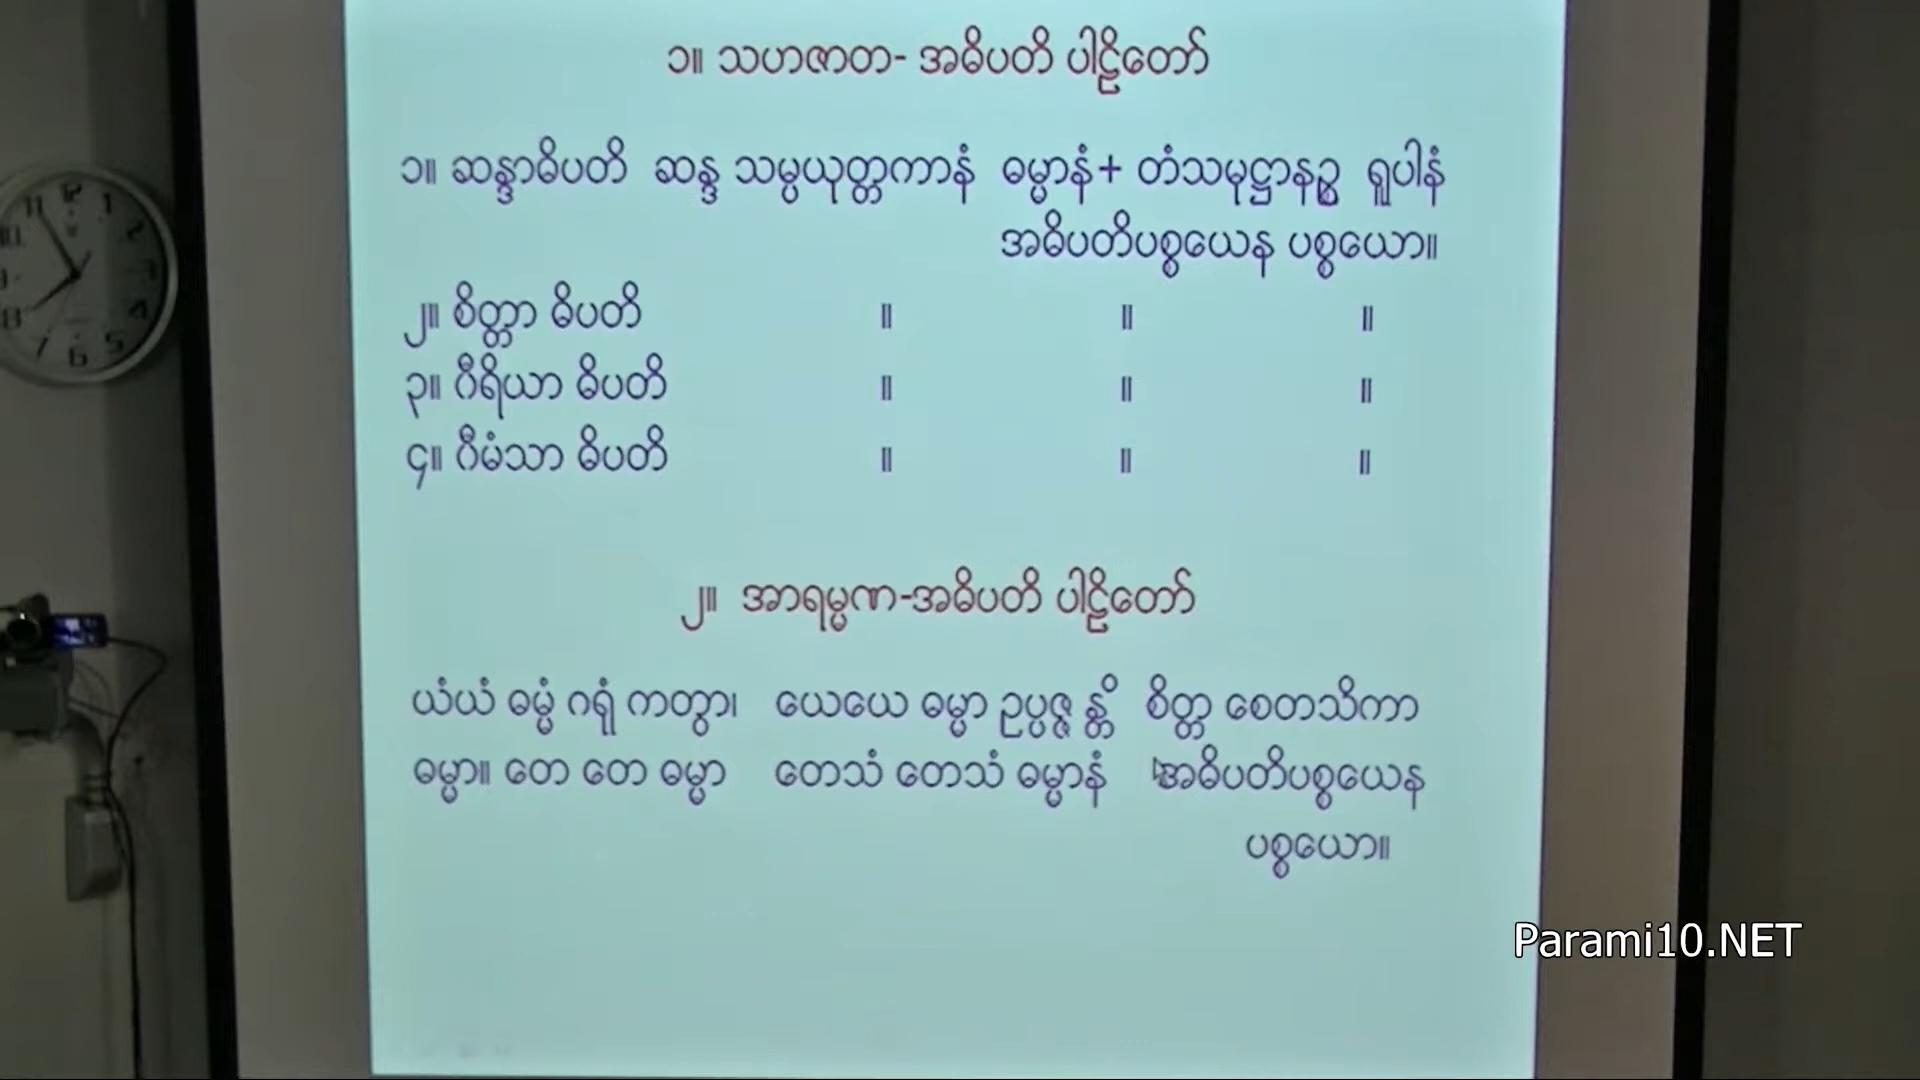 ၁။ သဟဇာတ- အဓိပတိ ပါဠိတော်
၁။ ဆန္ဒာဓိပတိ ဆန္ဒ သမ္ပယုတ္တကာနံ ဓမ္မာနံ+ တံသမုဋ္ဌာနဉ္စ ရူပါနံ
အဓိပတိပစ္စယေန ပစ္စယော။
၂။ စိတ္တာ ဓိပတိ ။ ။ ။
၃။ ဝီရိယာ ဓိပတိ ။ ။ ။
၄။ ဝီမံသာ ဓိပတိ ။ ။ ။
၂။ အာရမ္မဏ-အဓိပတိ ပါဠိတော်
ယံယံ ဓမ္မံ ဂရုံ ကတွာ၊ ယေယေ ဓမ္မာ ဥပ္ပဇ္ဇ န္တိ စိတ္တ စေတသိကာ
ဓမ္မာ။ တေ တေ ဓမ္မာ တေသံ တေသံ ဓမ္မာနံ အဓိပတိပစ္စယေန
ပစ္စယော။
Parami10.NET